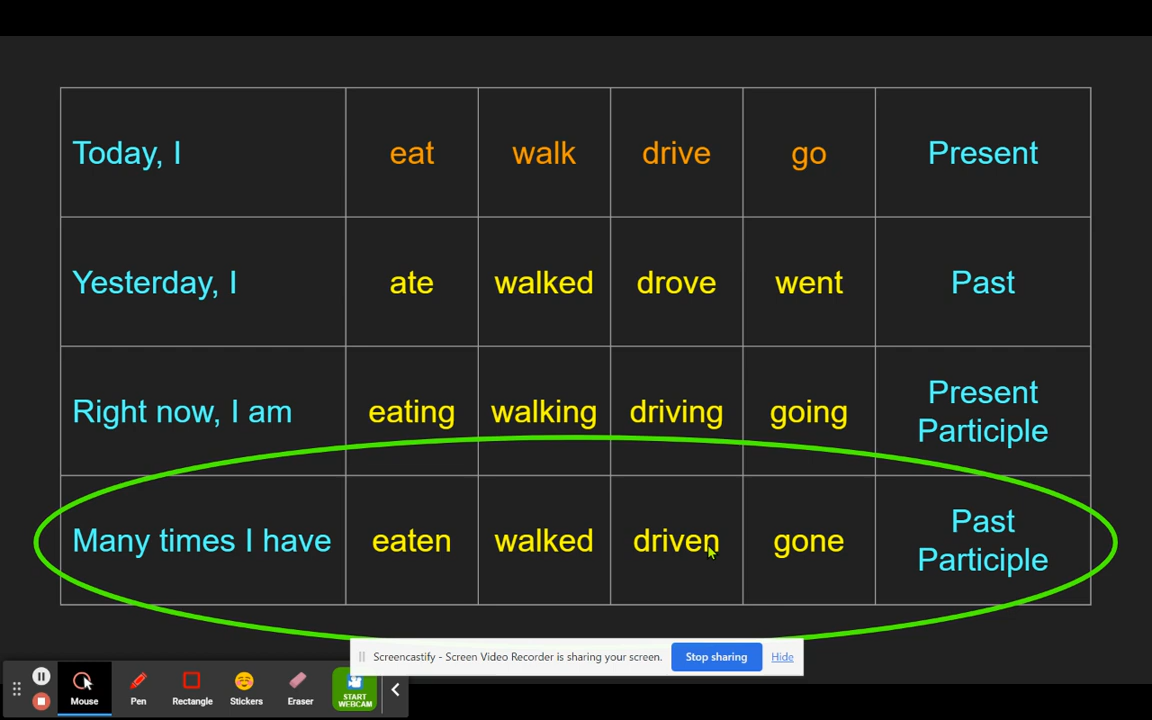 Today, I eat walk drive go Present
Yesterday, I ate walked drove went Past
Right now, I am eating walking driving going Present Participle
Many times I have eaten walked driven gone Past Participle
Screencastify - Screen Video Recorder is sharing your screen. Stop sharing Hide
Mouse Pen Rectangle Stickers Eraser START WEBCAM